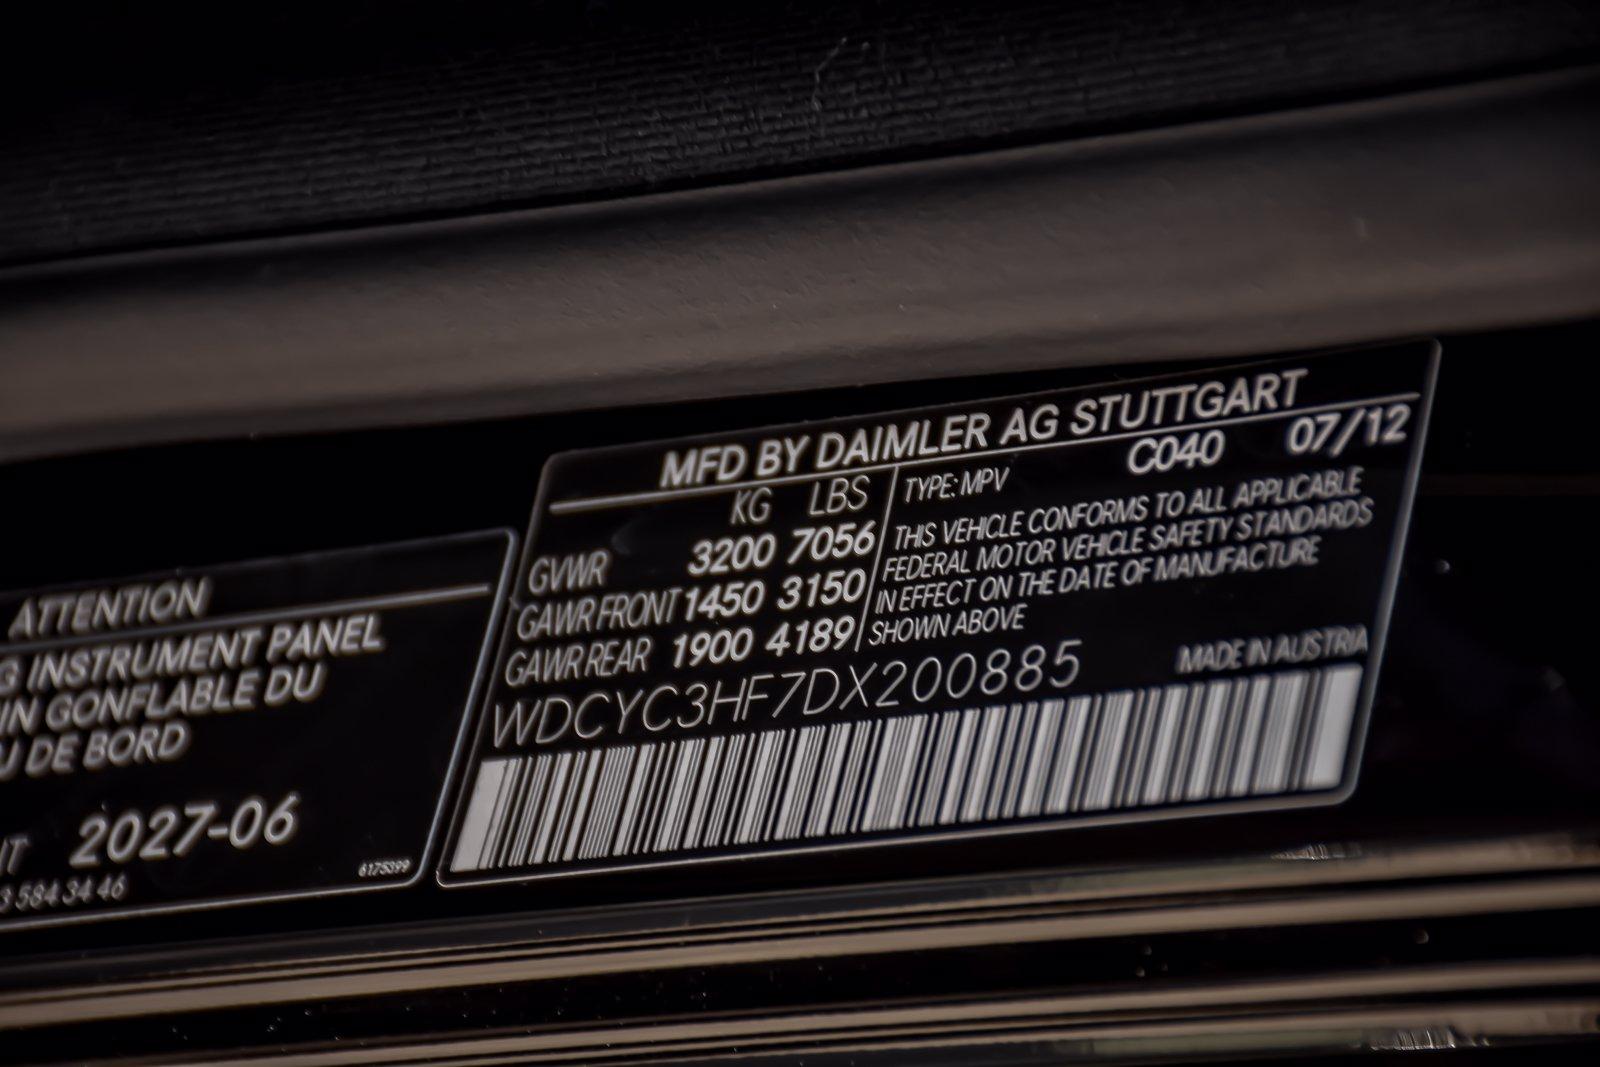 ATTENTION
G INSTRUMENT PANEL
IN GONFLABLE DU
DE BORD
2027-06
3 584 34 46
6175399
MFD BY DAIMLER AG STUTTGART
KG LBS
GVWR 3200 7056
GAWR FRONT 1450 3150
GAWR REAR 1900 4189
TYPE: MPV C040 07/12
THIS VEHICLE CONFORMS TO ALL APPLICABLE
FEDERAL MOTOR VEHICLE SAFETY STANDARDS
IN EFFECT ON THE DATE OF MANUFACTURE
SHOWN ABOVE
WDCYC3HF7DX200885
MADE IN AUSTRIA